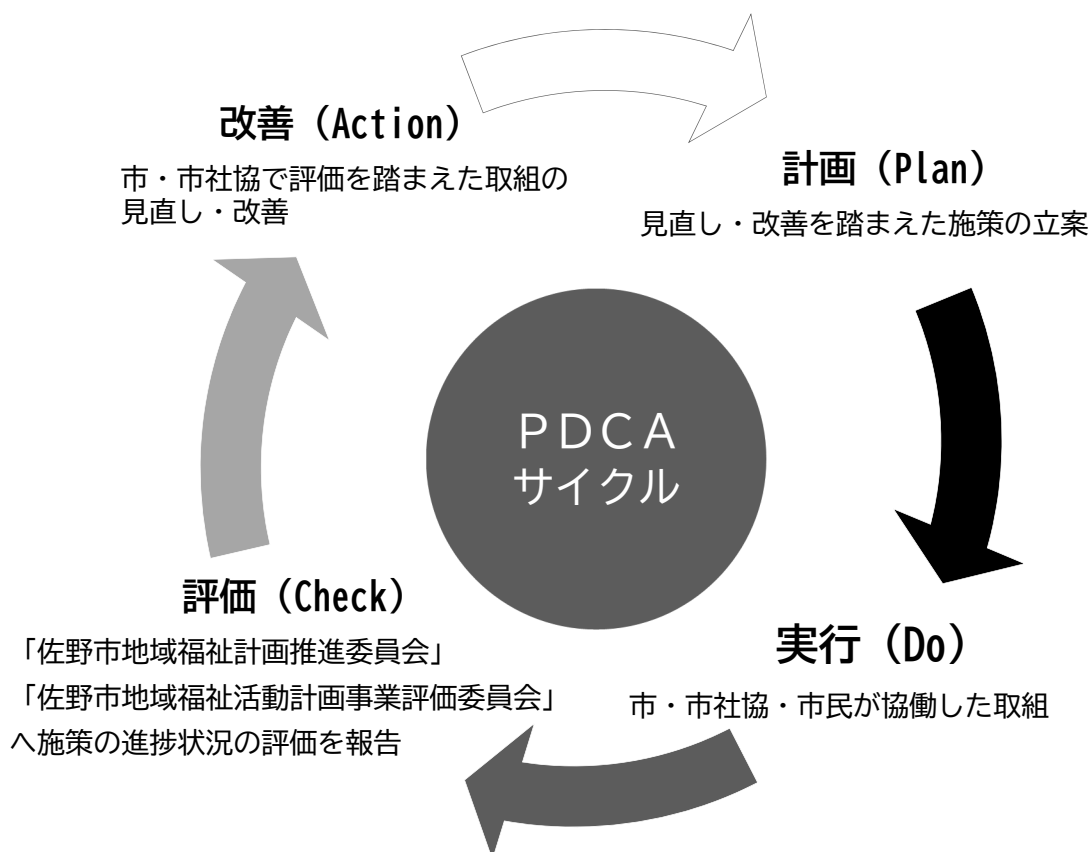 改善（Action）
市・市社協で評価を踏まえた取組の
見直し・改善
計画（Plan）
見直し・改善を踏まえた施策の立案
ＰＤＣＡ
サイクル
評価（Check）
「佐野市地域福祉計画推進委員会」
「佐野市地域福祉活動計画事業評価委員会」
へ施策の進捗状況の評価を報告
実行（Do）
市・市社協・市民が協働した取組